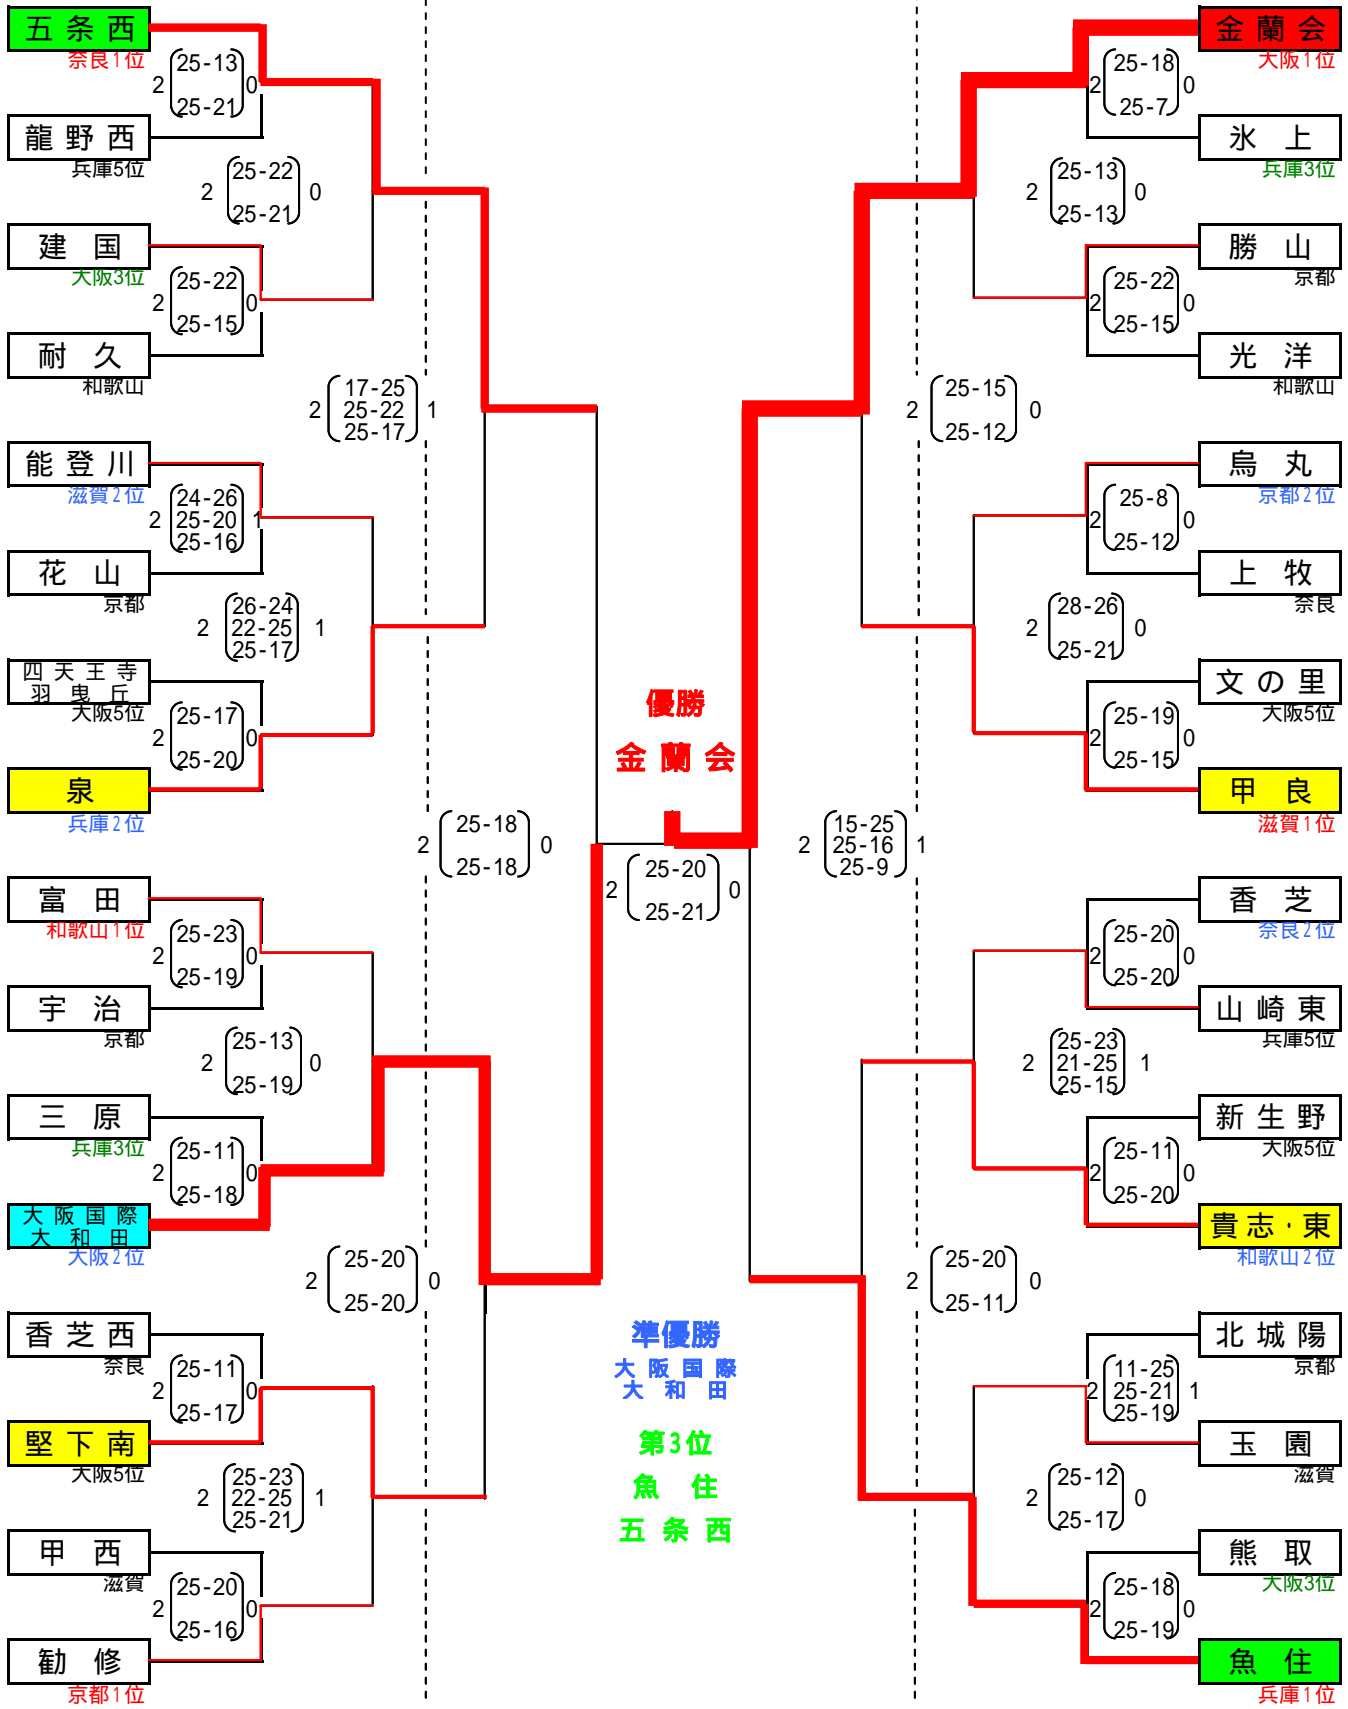 五条西
奈良1位
2 25-13 0
25-21
龍野西
兵庫5位
2 25-22 0
25-21
建国
大阪3位
2 25-22 0
25-15
耐久
和歌山
2 17-25 1
25-22
25-17
能登川
滋賀2位
2 24-26 1
25-20
25-16
花山
京都
2 26-24 1
22-25
25-17
四天王寺
羽曳丘
大阪5位
2 25-17 0
25-20
泉
兵庫2位
2 25-18 0
25-18
富田
和歌山1位
2 25-23 0
25-19
宇治
京都
2 25-13 0
25-19
三原
兵庫3位
2 25-11 0
25-18
大阪国際
大和田
大阪2位
2 25-20 0
25-20
香芝西
奈良
2 25-11 0
25-17
堅下南
大阪5位
2 25-23 1
22-25
25-21
甲西
滋賀
2 25-20 0
25-16
勧修
京都1位
優勝
金蘭会
2 25-20 0
25-21
準優勝
大阪国際
大和田
第3位
魚住
五条西
金蘭会
大阪1位
2 25-18 0
25-7
氷上
兵庫3位
2 25-13 0
25-13
勝山
京都
2 25-22 0
25-15
光洋
和歌山
2 25-15 0
25-12
烏丸
京都2位
2 25-8 0
25-12
上牧
奈良
2 28-26 0
25-21
文の里
大阪5位
2 25-19 0
25-15
甲良
滋賀1位
2 15-25 1
25-16
25-9
香芝
奈良2位
2 25-20 0
25-20
山崎東
兵庫5位
2 25-23 1
21-25
25-15
新生野
大阪5位
2 25-11 0
25-20
貴志・東
和歌山2位
2 25-20 0
25-11
北城陽
京都
2 11-25 1
25-21
25-19
玉園
滋賀
2 25-12 0
25-17
熊取
大阪3位
2 25-18 0
25-19
魚住
兵庫1位